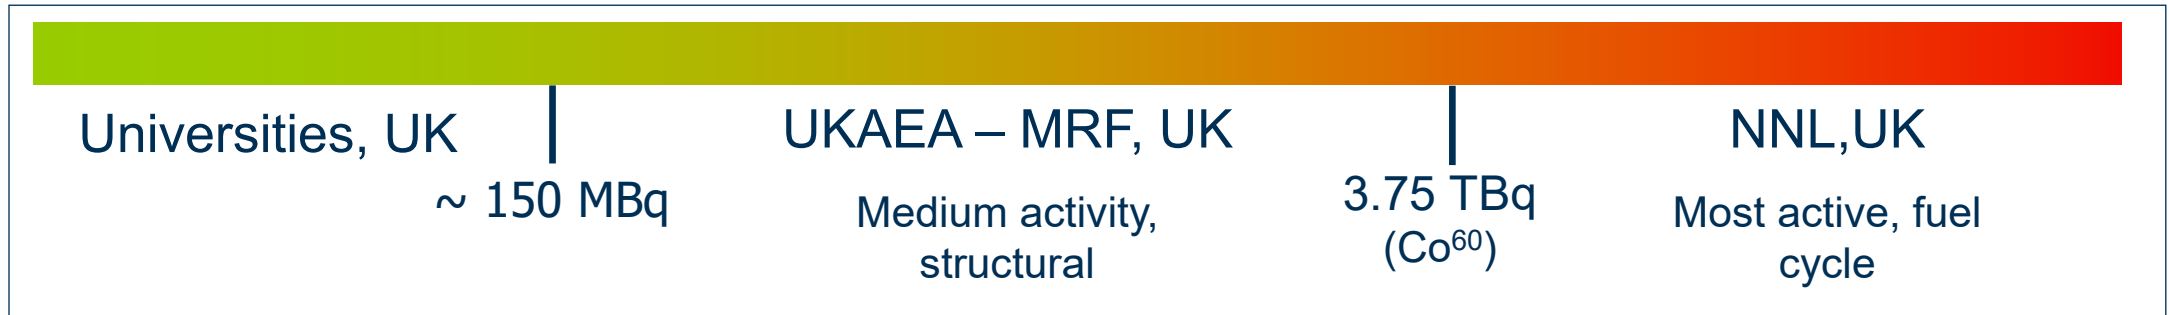 Universities, UK
~ 150 MBq
UKAEA – MRF, UK
Medium activity,
structural
3.75 TBq
(Co⁶⁰)
NNL,UK
Most active, fuel
cycle